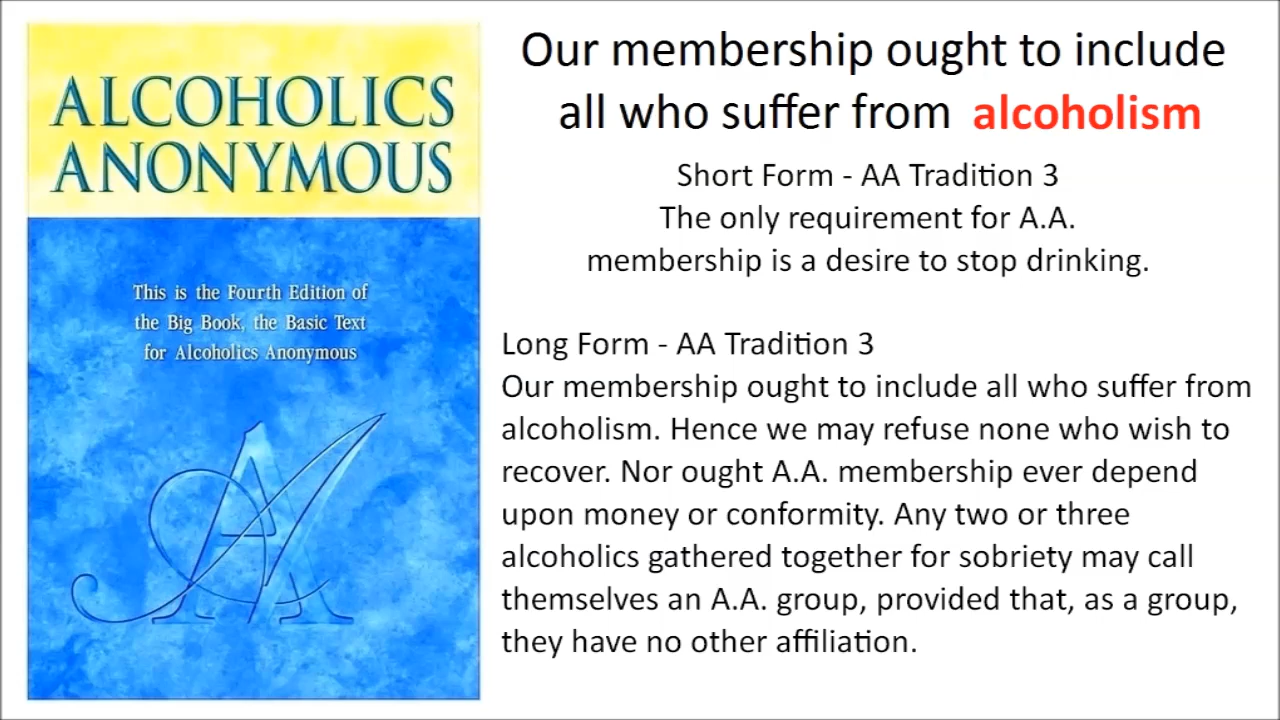 ALCOHOLICS
ANONYMOUS
This is the Fourth Edition of
the Big Book, the Basic Text
for Alcoholics Anonymous
AA
Our membership ought to include
all who suffer from alcoholism
Short Form - AA Tradition 3
The only requirement for A.A.
membership is a desire to stop drinking.
Long Form - AA Tradition 3
Our membership ought to include all who suffer from
alcoholism. Hence we may refuse none who wish to
recover. Nor ought A.A. membership ever depend
upon money or conformity. Any two or three
alcoholics gathered together for sobriety may call
themselves an A.A. group, provided that, as a group,
they have no other affiliation.